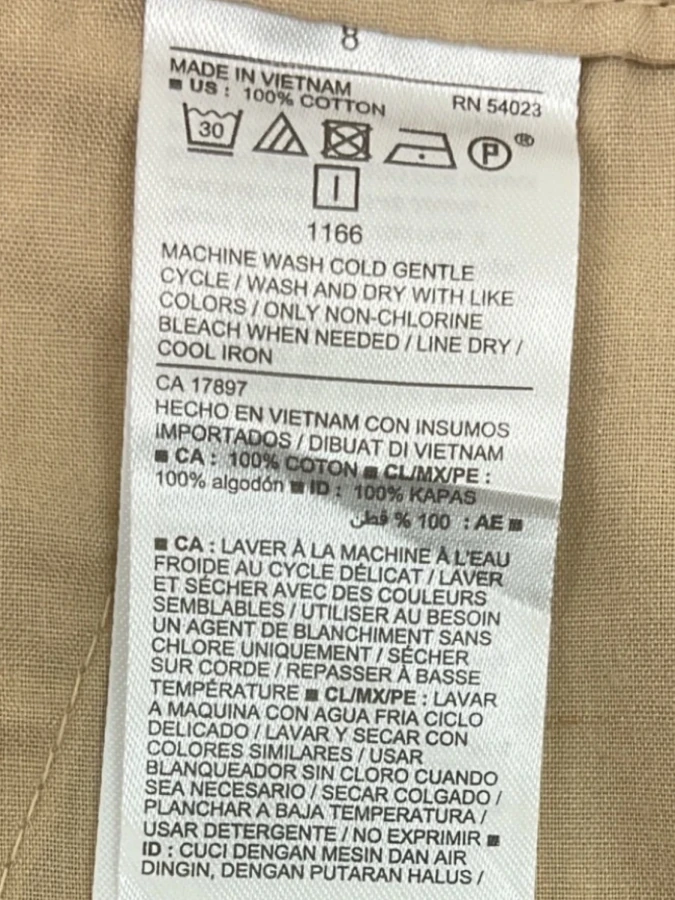 8
MADE IN VIETNAM
■ US : 100% COTTON RN 54023
30 P ®
1166
MACHINE WASH COLD GENTLE
CYCLE / WASH AND DRY WITH LIKE
COLORS / ONLY NON-CHLORINE
BLEACH WHEN NEEDED / LINE DRY /
COOL IRON
CA 17897
HECHO EN VIETNAM CON INSUMOS
IMPORTADOS / DIBUAT DI VIETNAM
■ CA : 100% COTON ■ CL/MX/PE :
100% algodón ■ ID : 100% KAPAS
■ AE : 100 % قطن
■ CA : LAVER À LA MACHINE À L'EAU
FROIDE AU CYCLE DÉLICAT / LAVER
ET SÉCHER AVEC DES COULEURS
SEMBLABLES / UTILISER AU BESOIN
UN AGENT DE BLANCHIMENT SANS
CHLORE UNIQUEMENT / SÉCHER
SUR CORDE / REPASSER À BASSE
TEMPÉRATURE ■ CL/MX/PE : LAVAR
A MAQUINA CON AGUA FRIA CICLO
DELICADO / LAVAR Y SECAR CON
COLORES SIMILARES / USAR
BLANQUEADOR SIN CLORO CUANDO
SEA NECESARIO / SECAR COLGADO /
PLANCHAR A BAJA TEMPERATURA /
USAR DETERGENTE / NO EXPRIMIR ■
ID : CUCI DENGAN MESIN DAN AIR
DINGIN, DENGAN PUTARAN HALUS /